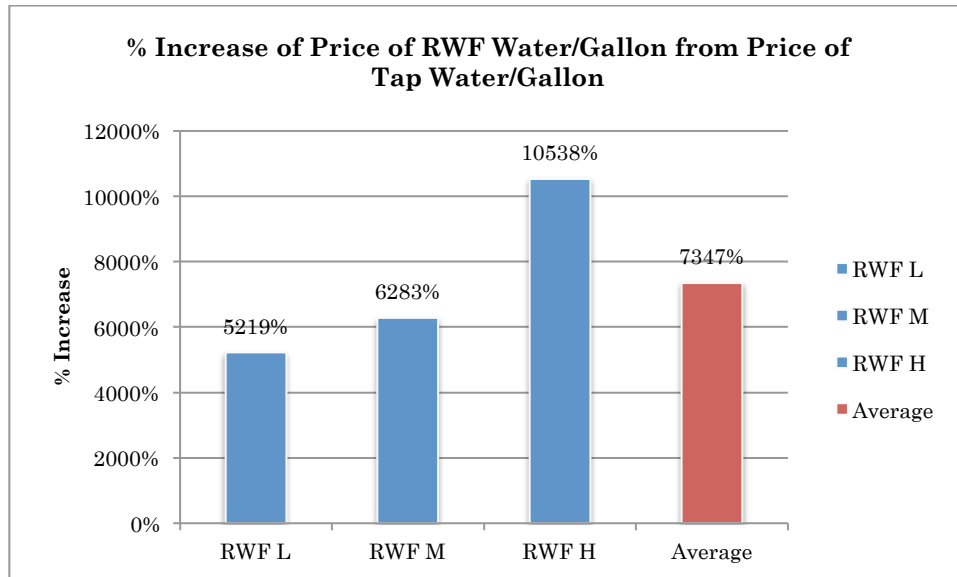 % Increase of Price of RWF Water/Gallon from Price of
Tap Water/Gallon
12000%
10000%
8000%
6000%
4000%
2000%
0%
% Increase
5219%
6283%
10538%
7347%
RWF L
RWF M
RWF H
Average
RWF L
RWF M
RWF H
Average